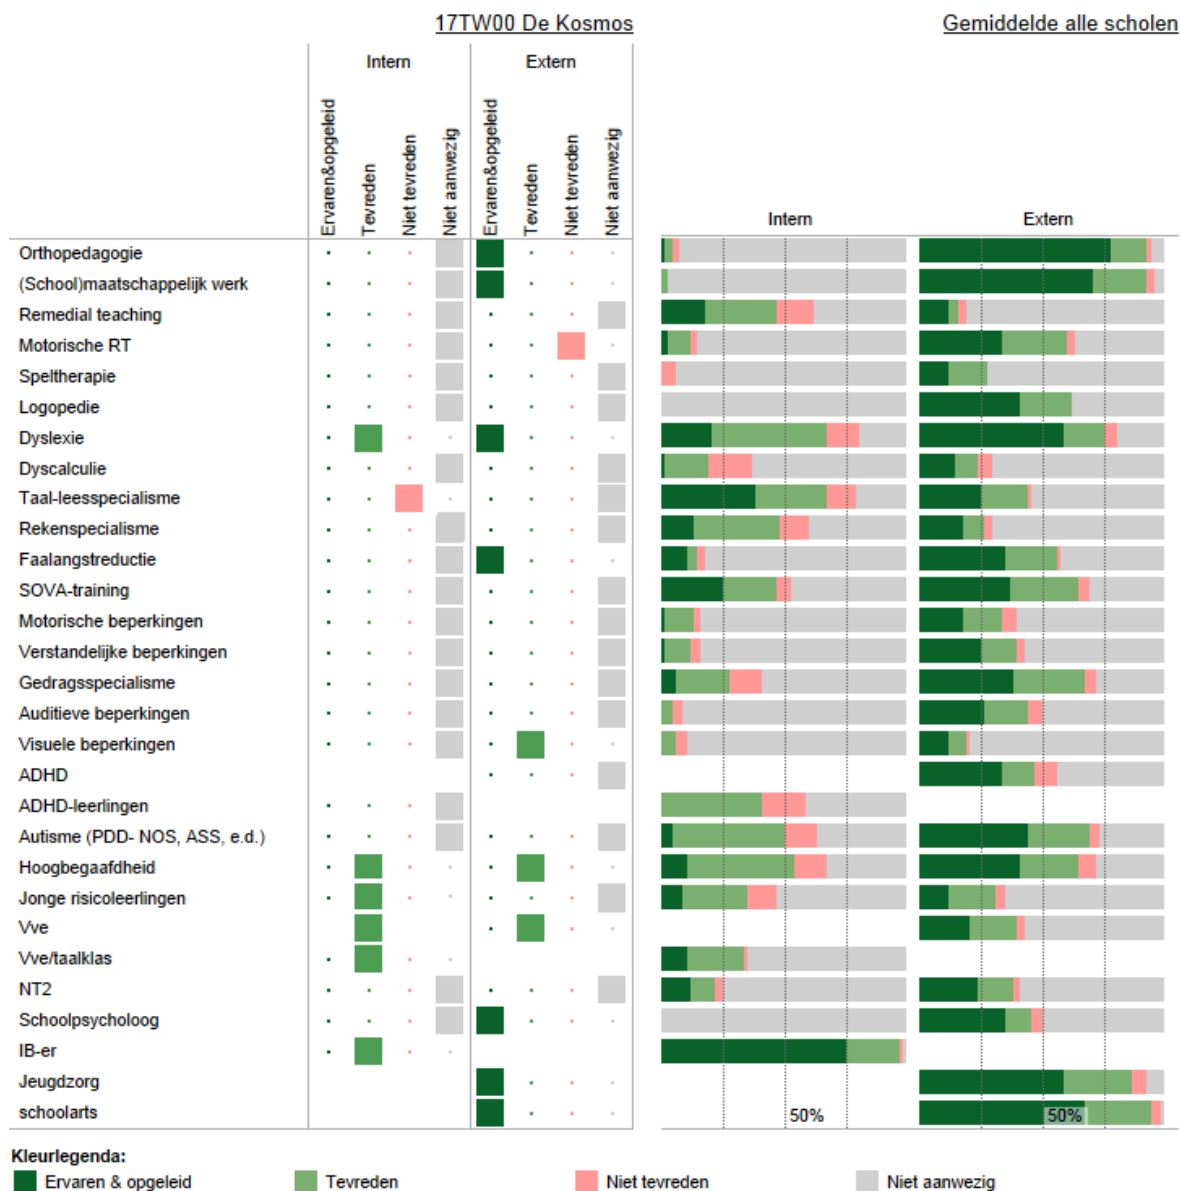 17TW00 De Kosmos
Gemiddelde alle scholen
Intern
Extern
Ervaren&opgeleid
Tevreden
Niet tevreden
Niet aanwezig
Ervaren&opgeleid
Tevreden
Niet tevreden
Niet aanwezig
Intern
Extern
Orthopedagogie
(School)maatschappelijk werk
Remedial teaching
Motorische RT
Speltherapie
Logopedie
Dyslexie
Dyscalculie
Taal-leesspecialisme
Rekenspecialisme
Faalangstreductie
SOVA-training
Motorische beperkingen
Verstandelijke beperkingen
Gedragsspecialisme
Auditieve beperkingen
Visuele beperkingen
ADHD
ADHD-leerlingen
Autisme (PDD- NOS, ASS, e.d.)
Hoogbegaafdheid
Jonge risicoleerlingen
Vve
Vve/taalklas
NT2
Schoolpsycholoog
IB-er
Jeugdzorg
schoolarts
50%
50%
Kleurlegenda:
Ervaren & opgeleid
Tevreden
Niet tevreden
Niet aanwezig